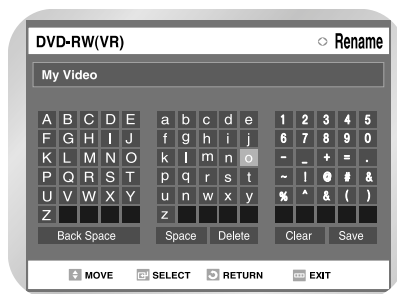 DVD-RW(VR) Rename
My Video
A B C D E a b c d e 1 2 3 4 5
F G H I J f g h i j 6 7 8 9 0
K L M N O k l m n o - _ + = .
P Q R S T p q r s t ~ ! @ # &
U V W X Y u n w x y % ^ & ( )
Z z
Back Space Space Delete Clear Save
MOVE SELECT RETURN EXIT